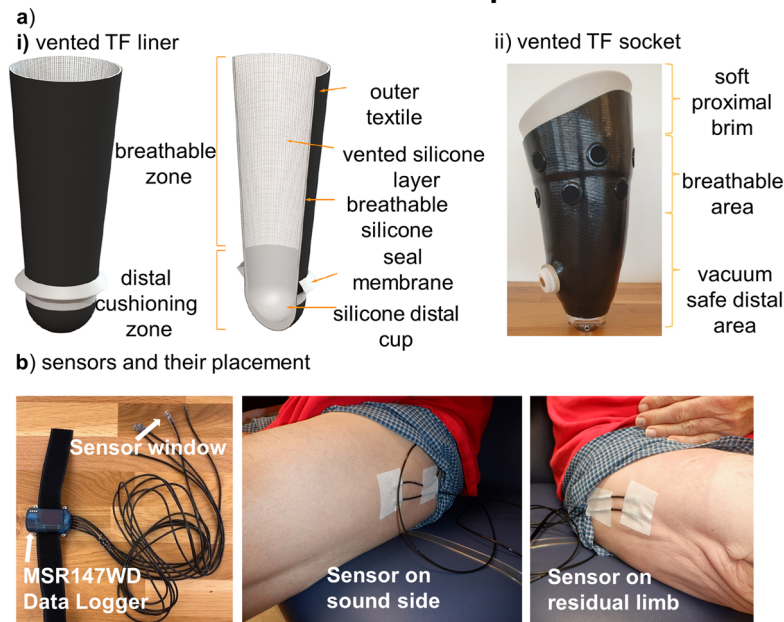 a)
i) vented TF liner
ii) vented TF socket
breathable
zone
distal
cushioning
zone
outer
textile
vented silicone
layer
breathable
silicone
seal
membrane
silicone distal
cup
soft
proximal
brim
breathable
area
vacuum
safe distal
area
b) sensors and their placement
Sensor window
MSR147WD
Data Logger
Sensor on
sound side
Sensor on
residual limb